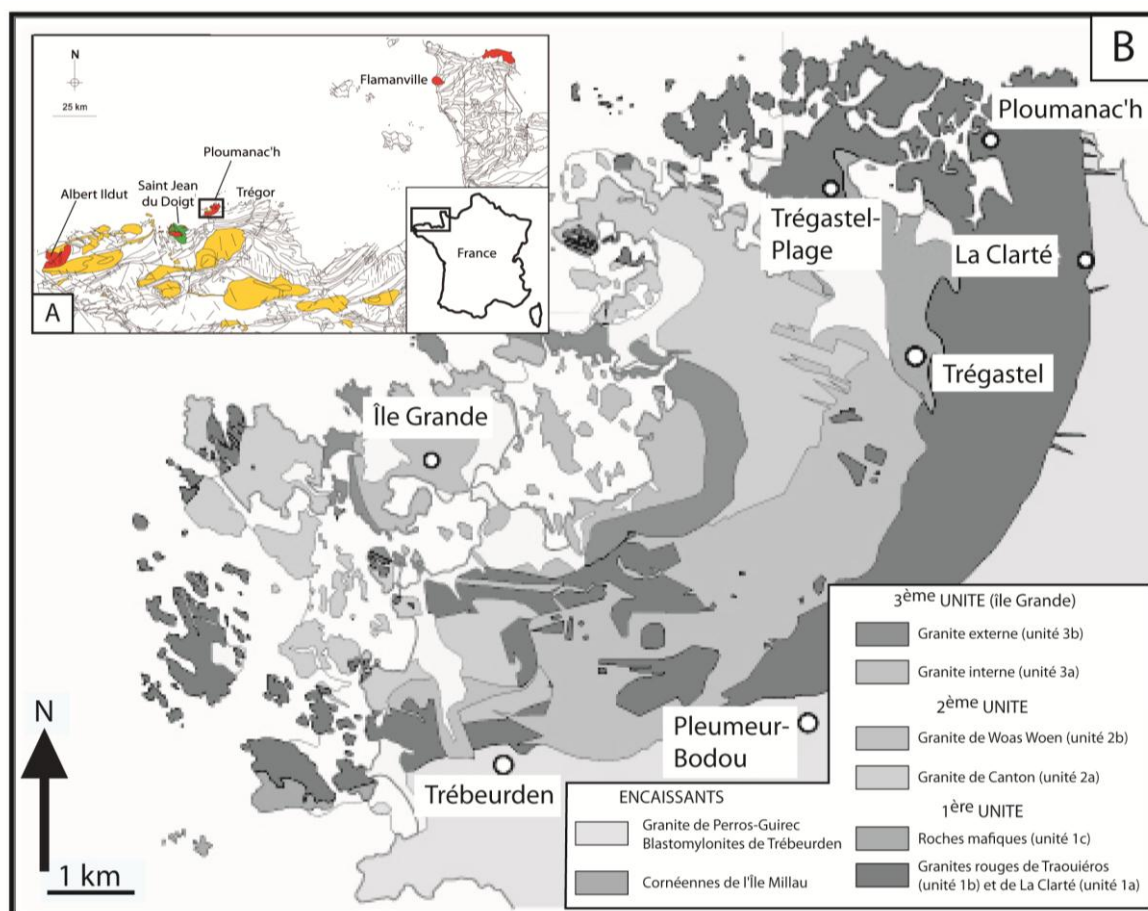 B
N
25 km
Flamanville
Ploumanac'h
Albert Ildut
Saint Jean
du Doigt
Trégor
France
A
Ploumanac'h
Trégastel-
Plage
La Clarté
Trégastel
Île Grande
Pleumeur-
Bodou
Trébeurden
N
1 km
ENCAISSANTS
Granite de Perros-Guirec
Blastomylonites de Trébeurden
Cornéennes de l'Île Millau
3ème UNITE (île Grande)
Granite externe (unité 3b)
Granite interne (unité 3a)
2ème UNITE
Granite de Woas Woen (unité 2b)
Granite de Canton (unité 2a)
1ère UNITE
Roches mafiques (unité 1c)
Granites rouges de Traouiéros
(unité 1b) et de La Clarté (unité 1a)